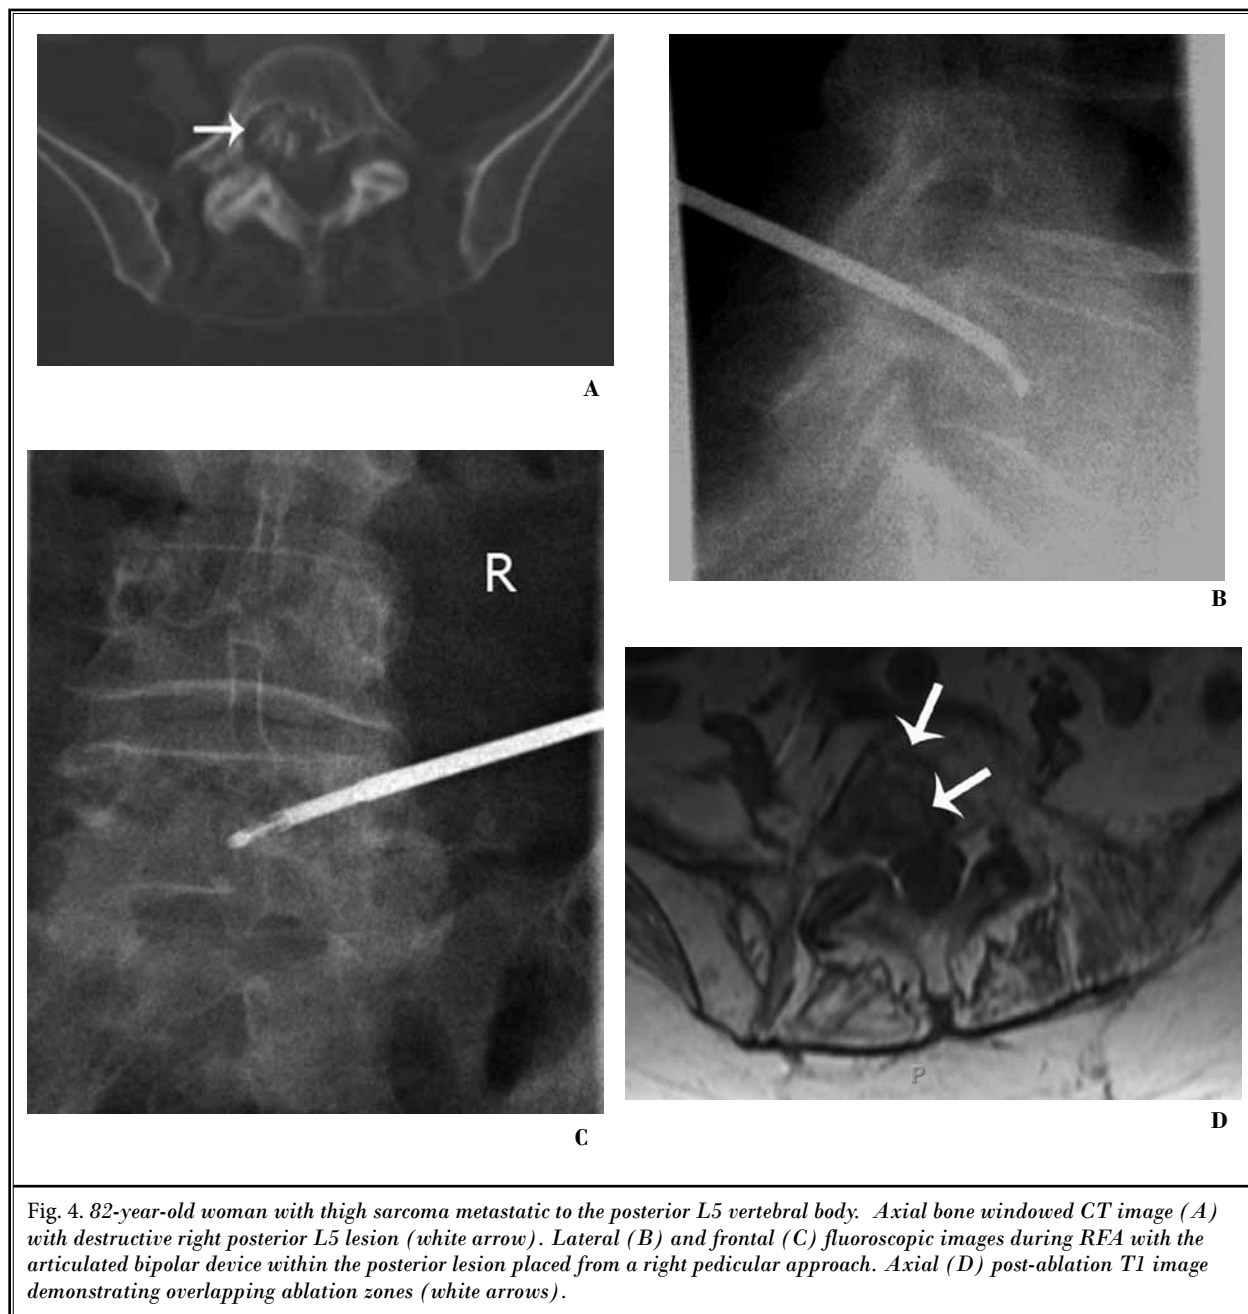 A
B
R
C
P
D
Fig. 4. 82-year-old woman with thigh sarcoma metastatic to the posterior L5 vertebral body. Axial bone windowed CT image (A)
with destructive right posterior L5 lesion (white arrow). Lateral (B) and frontal (C) fluoroscopic images during RFA with the
articulated bipolar device within the posterior lesion placed from a right pedicular approach. Axial (D) post-ablation T1 image
demonstrating overlapping ablation zones (white arrows).